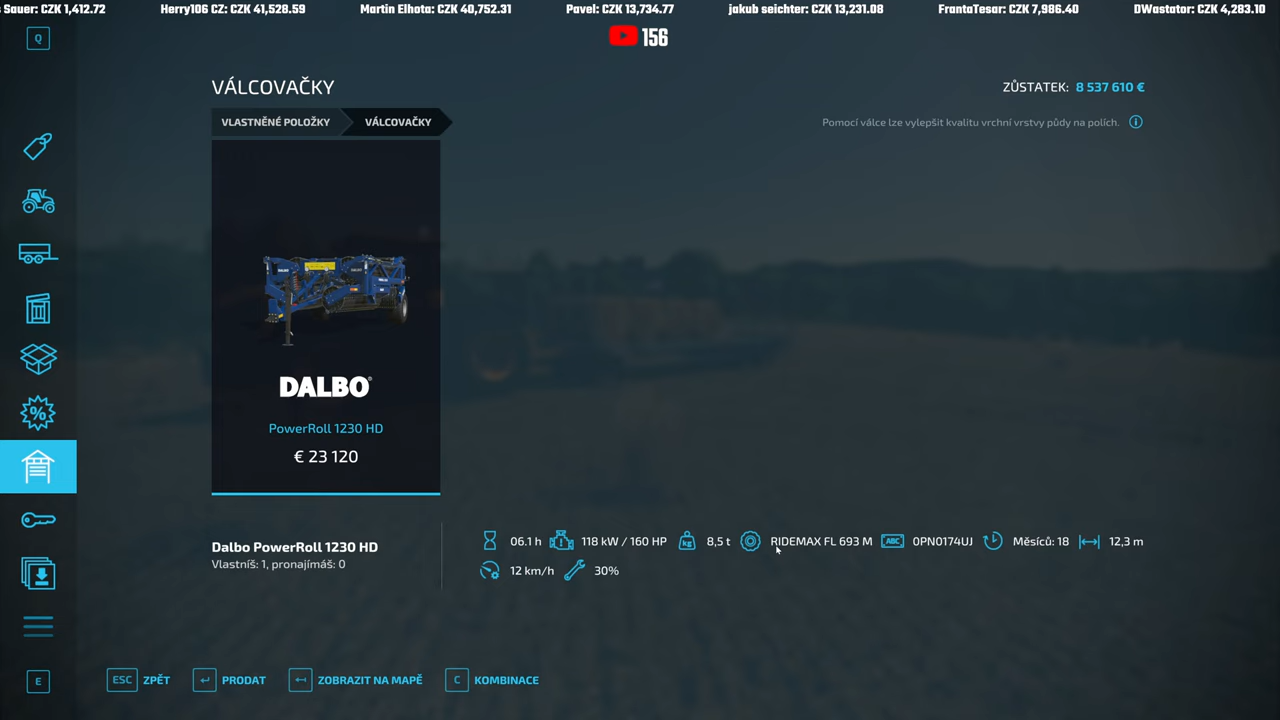 Sauer: CZK 1,412.72 Herry106 CZ: CZK 41,528.59 Martin Elhota: CZK 40,752.31 Pavel: CZK 13,734.77 jakub seichter: CZK 13,231.08 FrantaTesar: CZK 7,986.40 DWastator: CZK 4,283.10
156
Q
VÁLCOVAČKY
ZŮSTATEK: 8 537 610 €
VLASTNĚNÉ POLOŽKY VÁLCOVAČKY
Pomocí válce lze vylepšit kvalitu vrchní vrstvy půdy na polích.
DALBO
PowerRoll 1230 HD
€ 23 120
Dalbo PowerRoll 1230 HD
Vlastníš: 1, pronajímáš: 0
06.1 h 118 kW / 160 HP kg 8,5 t RIDEMAX FL 693 M ABC 0PN0174UJ Měsíců: 18 12,3 m
12 km/h 30%
E
ESC ZPĚT PRODAT ZOBRAZIT NA MAPĚ C KOMBINACE